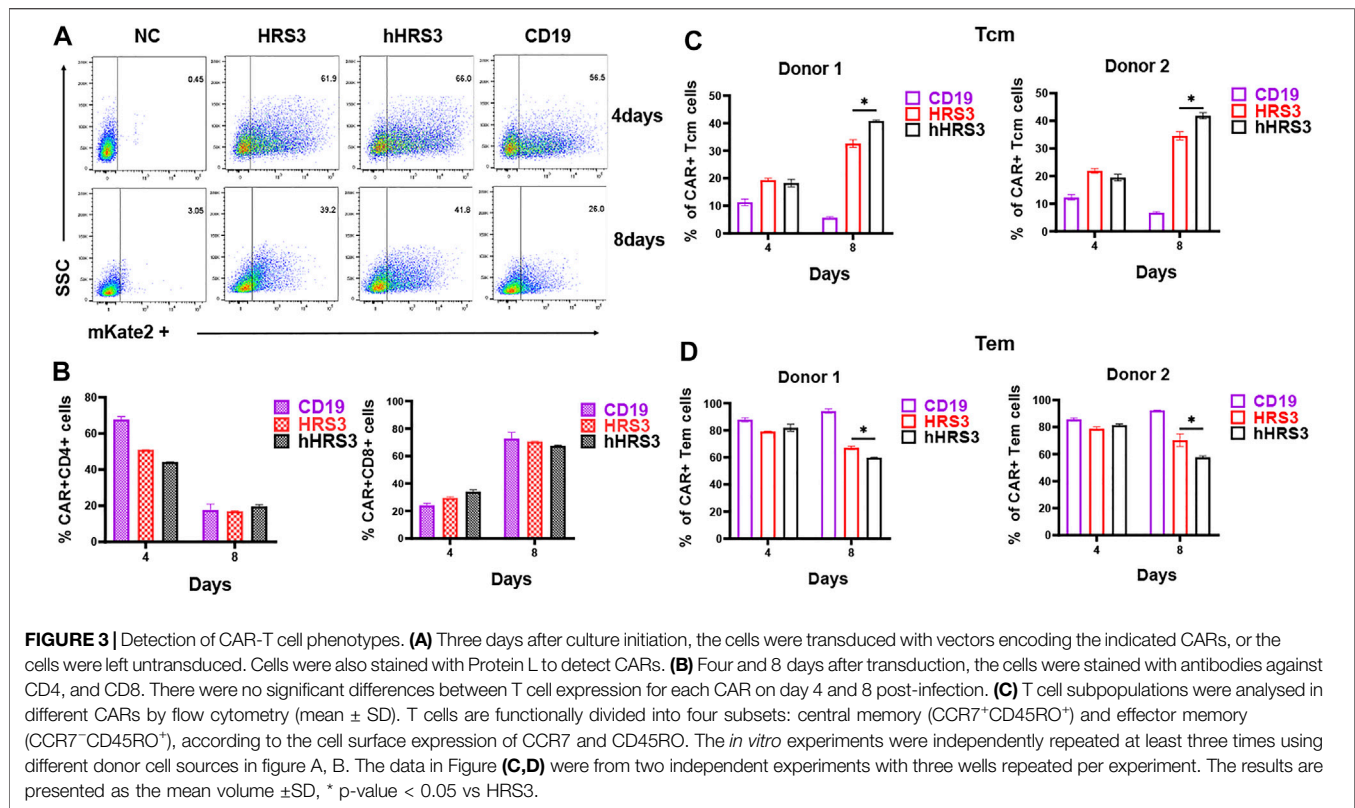 A
NC HRS3 hHRS3 CD19
0.45 61.9 66.0 56.5
4days
3.05 39.2 41.8 26.0
8days
SSC
mKate2 +
B
% CAR+CD4+ cells
80
60
40
20
0
4 8
Days
CD19
HRS3
hHRS3
% CAR+CD8+ cells
100
80
60
40
20
0
4 8
Days
CD19
HRS3
hHRS3
C
Tcm
Donor 1
% of CAR+ Tcm cells
50
40
30
20
10
0
4 8
Days
*
CD19
HRS3
hHRS3
Donor 2
% of CAR+ Tcm cells
50
40
30
20
10
0
4 8
Days
*
CD19
HRS3
hHRS3
D
Tem
Donor 1
% of CAR+ Tem cells
100
80
60
40
20
0
4 8
Days
*
CD19
HRS3
hHRS3
Donor 2
% of CAR+ Tem cells
100
80
60
40
20
0
4 8
Days
*
CD19
HRS3
hHRS3
FIGURE 3 | Detection of CAR-T cell phenotypes. (A) Three days after culture initiation, the cells were transduced with vectors encoding the indicated CARs, or the
cells were left untransduced. Cells were also stained with Protein L to detect CARs. (B) Four and 8 days after transduction, the cells were stained with antibodies against
CD4, and CD8. There were no significant differences between T cell expression for each CAR on day 4 and 8 post-infection. (C) T cell subpopulations were analysed in
different CARs by flow cytometry (mean ± SD). T cells are functionally divided into four subsets: central memory (CCR7⁺CD45RO⁺) and effector memory
(CCR7⁻CD45RO⁺), according to the cell surface expression of CCR7 and CD45RO. The in vitro experiments were independently repeated at least three times using
different donor cell sources in figure A, B. The data in Figure (C,D) were from two independent experiments with three wells repeated per experiment. The results are
presented as the mean volume ±SD, * p-value < 0.05 vs HRS3.